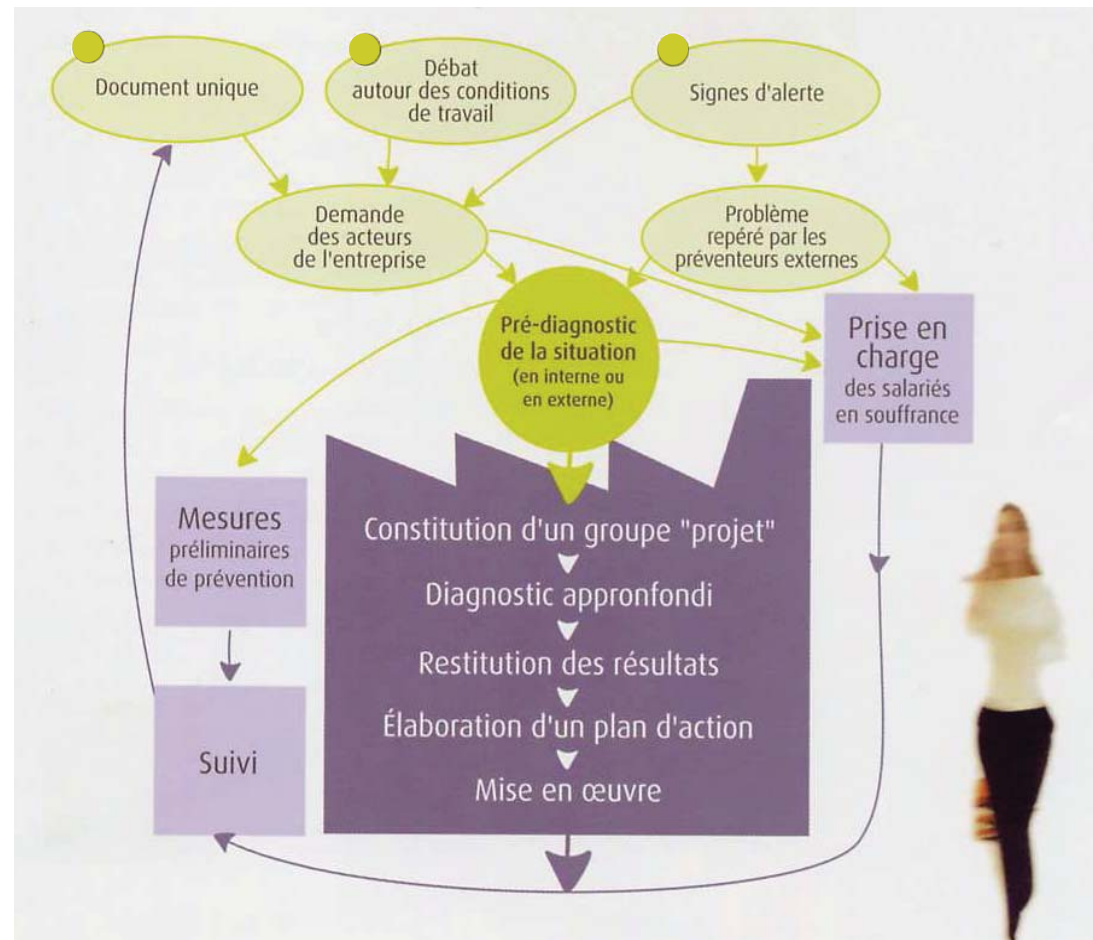 Document unique
Débat
autour des conditions
de travail
Signes d'alerte
Demande
des acteurs
de l'entreprise
Problème
repéré par les
préventeurs externes
Pré-diagnostic
de la situation
(en interne ou
en externe)
Prise en
charge
des salariés
en souffrance
Mesures
préliminaires
de prévention
Constitution d'un groupe "projet"
Diagnostic appronfondi
Restitution des résultats
Élaboration d'un plan d'action
Mise en œuvre
Suivi